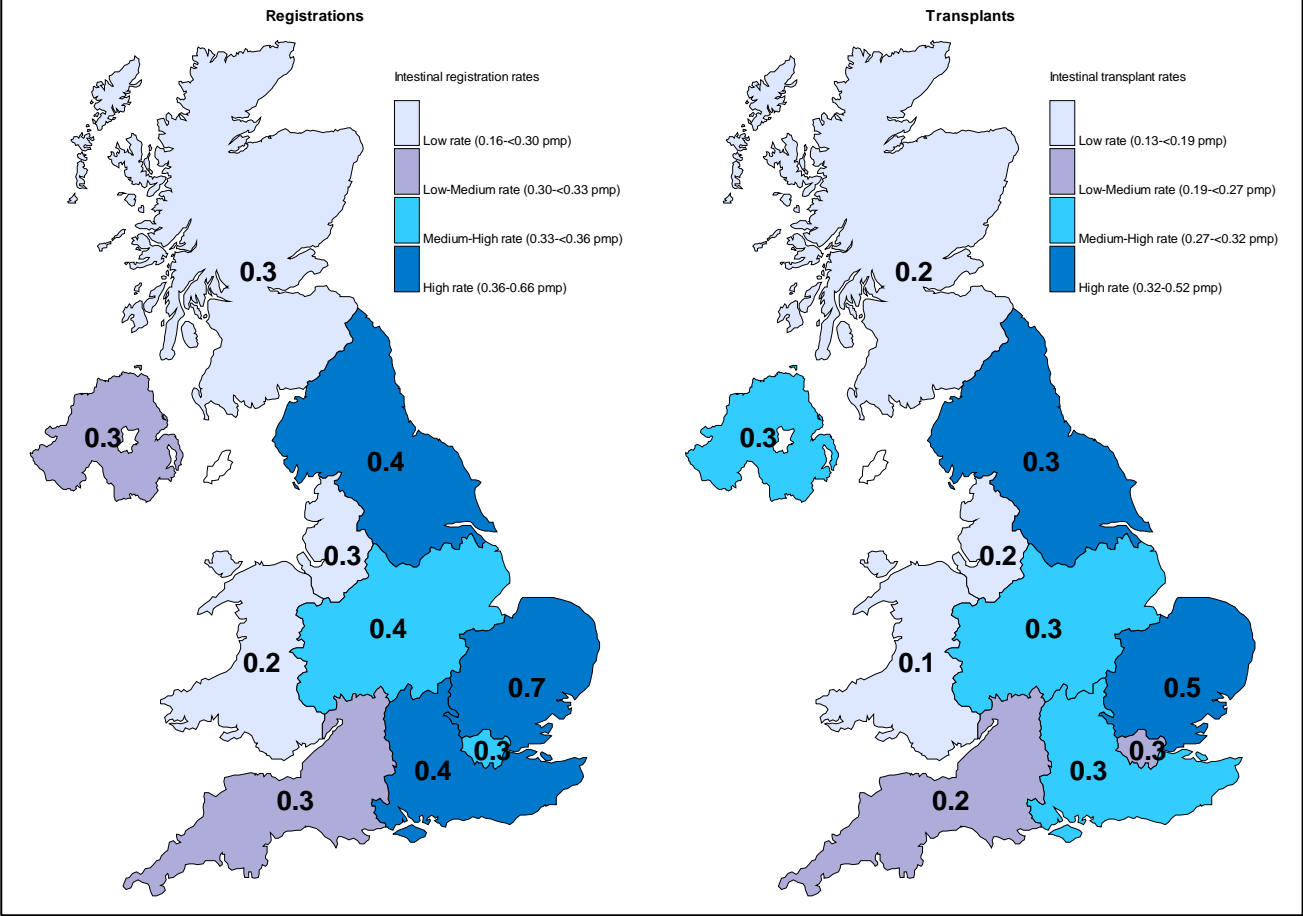 Registrations
Intestinal registration rates
Low rate (0.16-<0.30 pmp)
Low-Medium rate (0.30-<0.33 pmp)
Medium-High rate (0.33-<0.36 pmp)
High rate (0.36-0.66 pmp)
0.3
0.3
0.4
0.3
0.4
0.2
0.7
0.3
0.4
0.3
Transplants
Intestinal transplant rates
Low rate (0.13-<0.19 pmp)
Low-Medium rate (0.19-<0.27 pmp)
Medium-High rate (0.27-<0.32 pmp)
High rate (0.32-0.52 pmp)
0.2
0.3
0.3
0.2
0.3
0.1
0.5
0.3
0.3
0.2